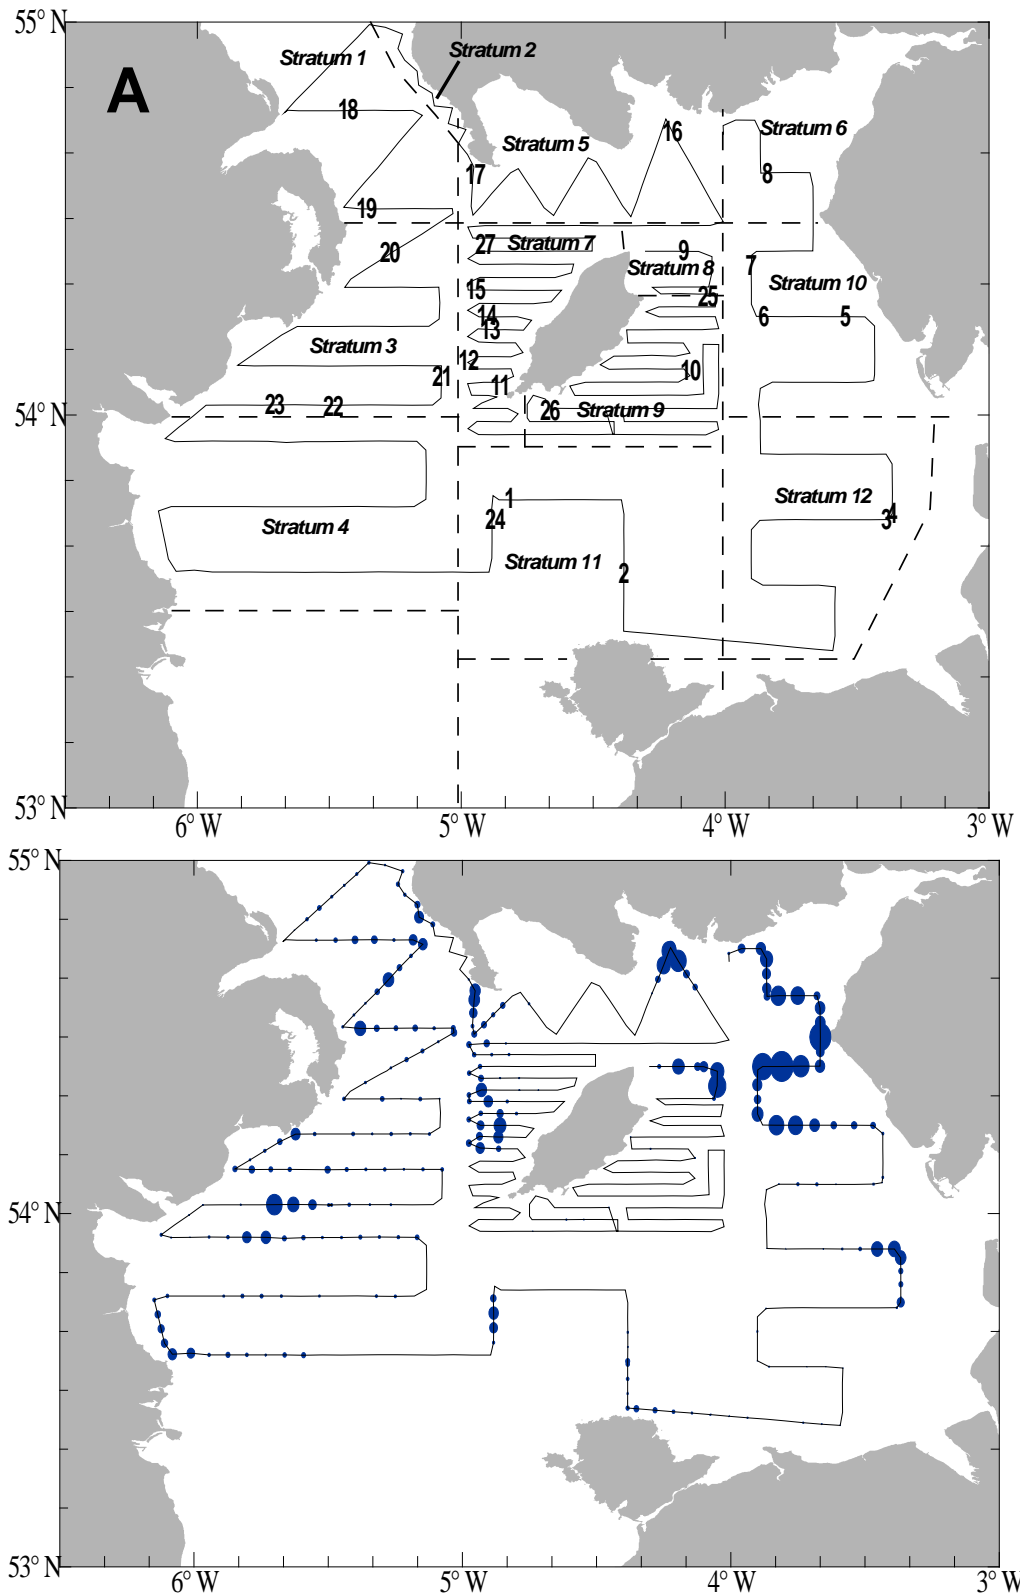 55° N
Stratum 1
Stratum 2
A
18
16
Stratum 5
Stratum 6
17
8
19
20
27
Stratum 7
9
Stratum 8
7
Stratum 10
15
25
14
13
6
5
Stratum 3
12
21
11
10
23
22
26
Stratum 9
54° N
1
24
Stratum 12
3
4
Stratum 4
Stratum 11
2
53° N
6° W
5° W
4° W
3° W
55° N
54° N
53° N
6° W
5° W
4° W
3° W